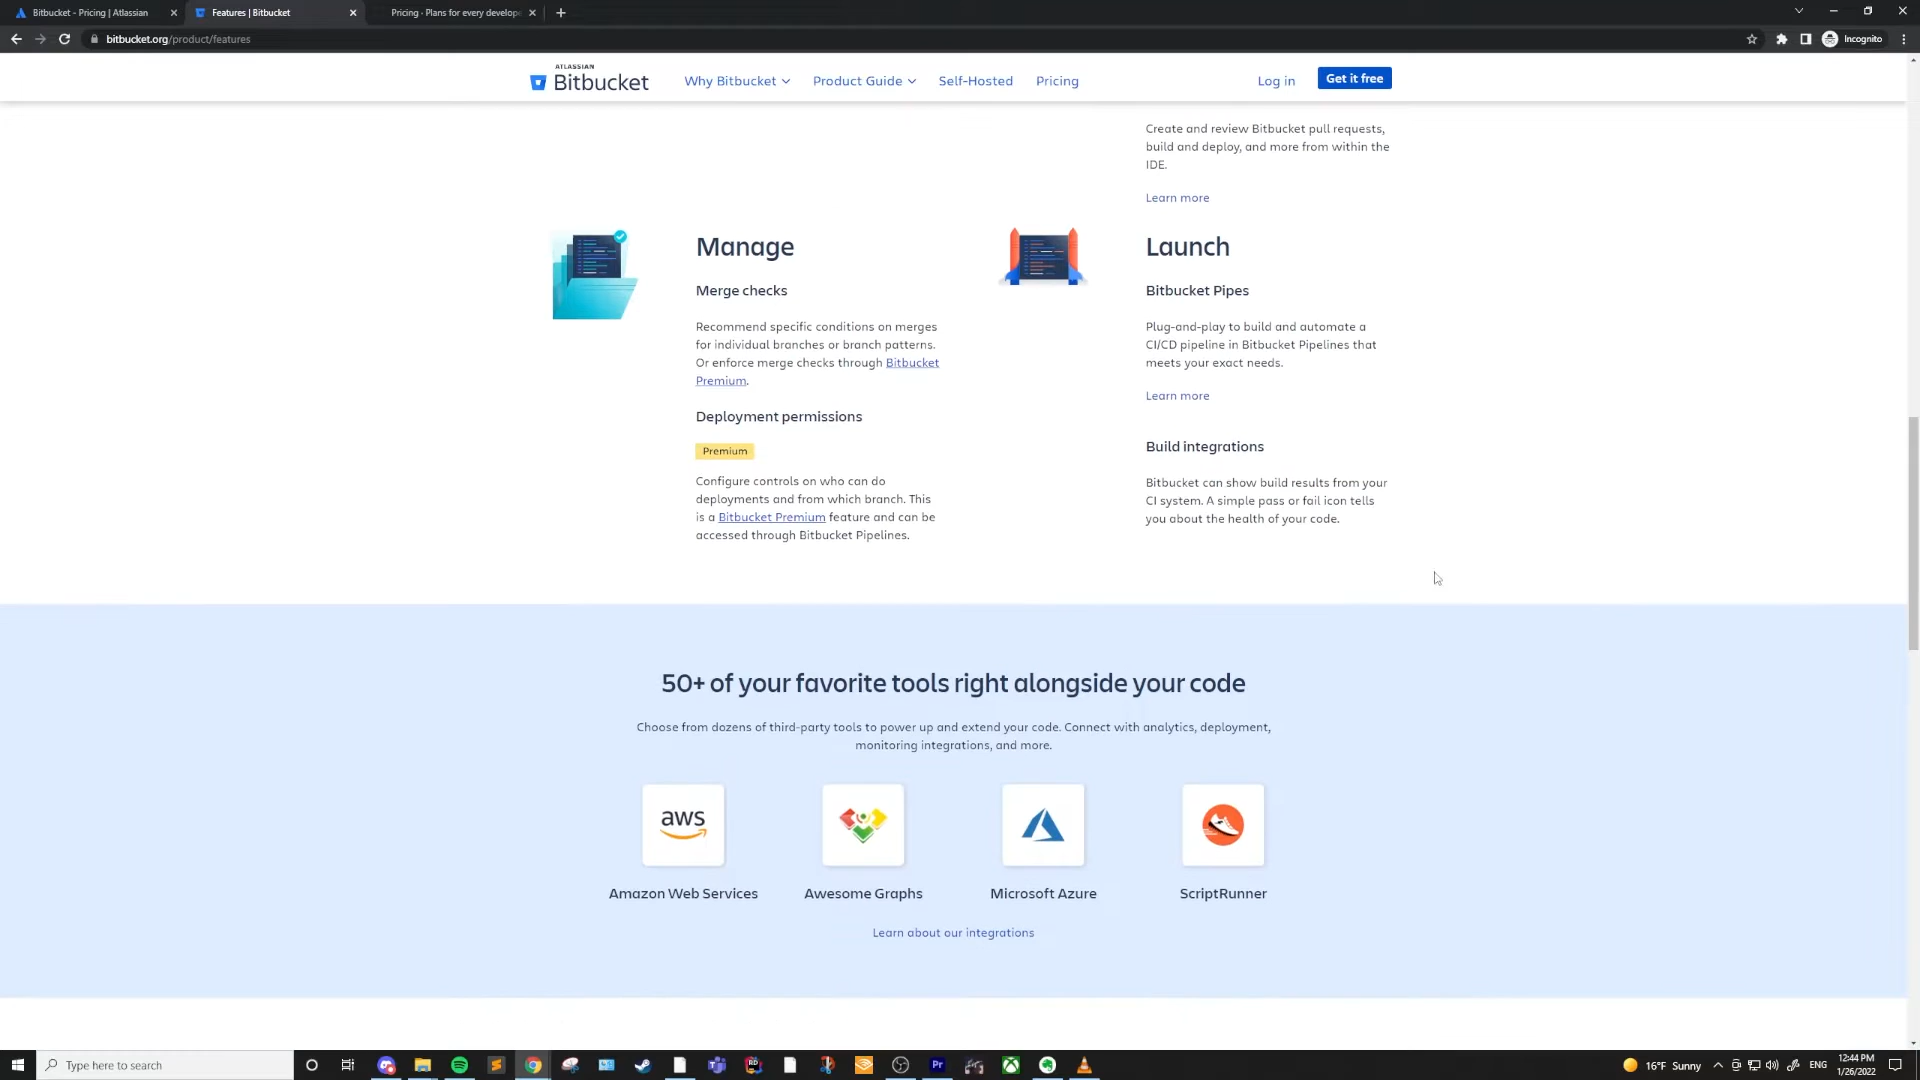 Bitbucket - Pricing | Atlassian
Features | Bitbucket
Pricing · Plans for every develope
bitbucket.org/product/features
Incognito
ATLASSIAN
Bitbucket
Why Bitbucket
Product Guide
Self-Hosted
Pricing
Log in
Get it free
Create and review Bitbucket pull requests,
build and deploy, and more from within the
IDE.
Learn more
Manage
Merge checks
Recommend specific conditions on merges
for individual branches or branch patterns.
Or enforce merge checks through Bitbucket
Premium.
Deployment permissions
Premium
Configure controls on who can do
deployments and from which branch. This
is a Bitbucket Premium feature and can be
accessed through Bitbucket Pipelines.
Launch
Bitbucket Pipes
Plug-and-play to build and automate a
CI/CD pipeline in Bitbucket Pipelines that
meets your exact needs.
Learn more
Build integrations
Bitbucket can show build results from your
CI system. A simple pass or fail icon tells
you about the health of your code.
50+ of your favorite tools right alongside your code
Choose from dozens of third-party tools to power up and extend your code. Connect with analytics, deployment,
monitoring integrations, and more.
aws
Amazon Web Services
Awesome Graphs
Microsoft Azure
ScriptRunner
Learn about our integrations
Type here to search
Pr
16°F Sunny
ENG
12:44 PM
1/26/2022